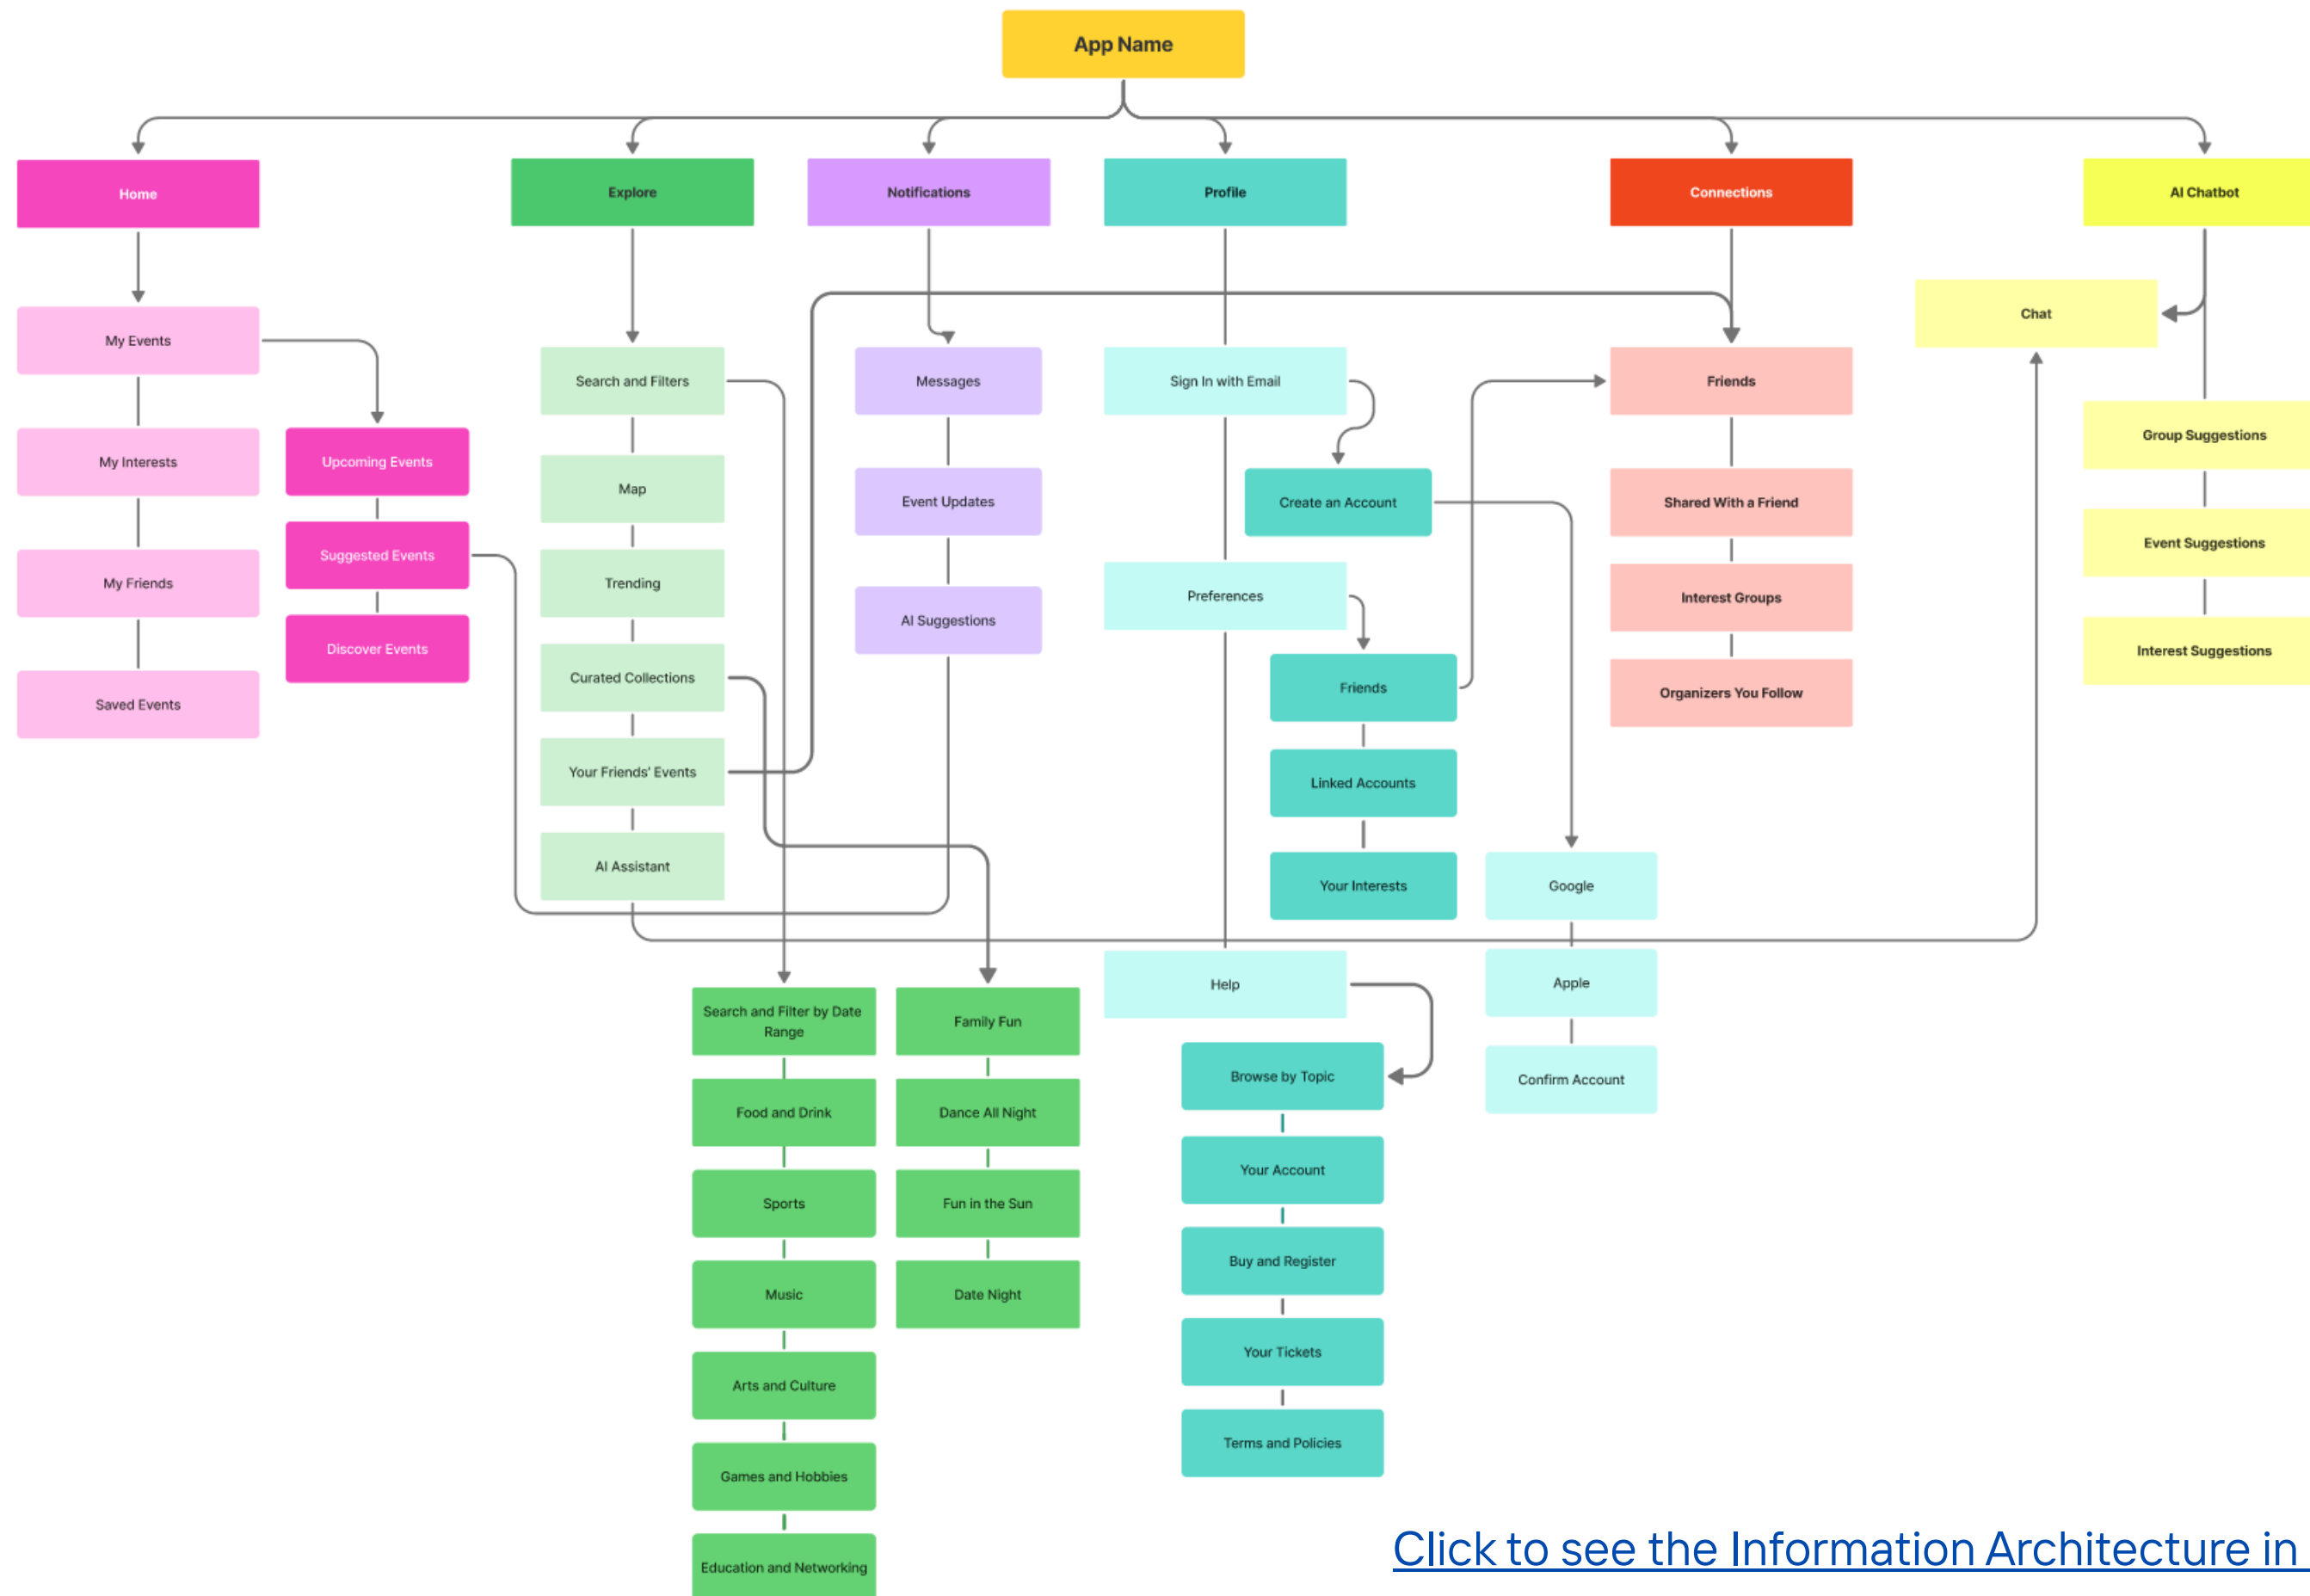 App Name
Home
Explore
Notifications
Profile
Connections
AI Chatbot
My Events
My Interests
My Friends
Saved Events
Upcoming Events
Suggested Events
Discover Events
Search and Filters
Map
Trending
Curated Collections
Your Friends' Events
AI Assistant
Search and Filter by Date
Range
Food and Drink
Sports
Music
Arts and Culture
Games and Hobbies
Education and Networking
Family Fun
Dance All Night
Fun in the Sun
Date Night
Messages
Event Updates
AI Suggestions
Sign In with Email
Create an Account
Preferences
Friends
Linked Accounts
Your Interests
Google
Apple
Confirm Account
Help
Browse by Topic
Your Account
Buy and Register
Your Tickets
Terms and Policies
Friends
Shared With a Friend
Interest Groups
Organizers You Follow
Chat
Group Suggestions
Event Suggestions
Interest Suggestions
Click to see the Information Architecture in